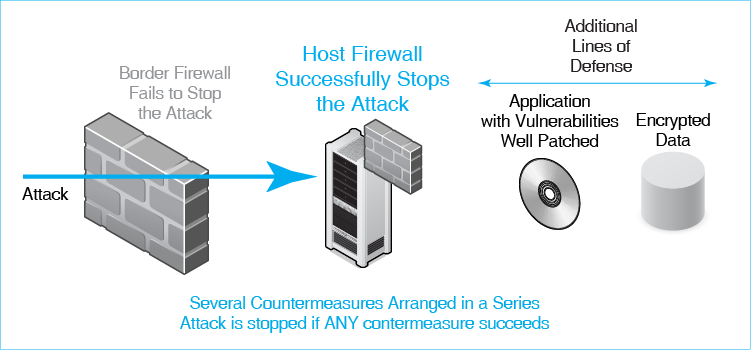 Border Firewall
Fails to Stop
the Attack
Host Firewall
Successfully Stops
the Attack
Additional
Lines of
Defense
Application
with Vulnerabilities
Well Patched
Encrypted
Data
Attack
Several Countermeasures Arranged in a Series
Attack is stopped if ANY contermeasure succeeds